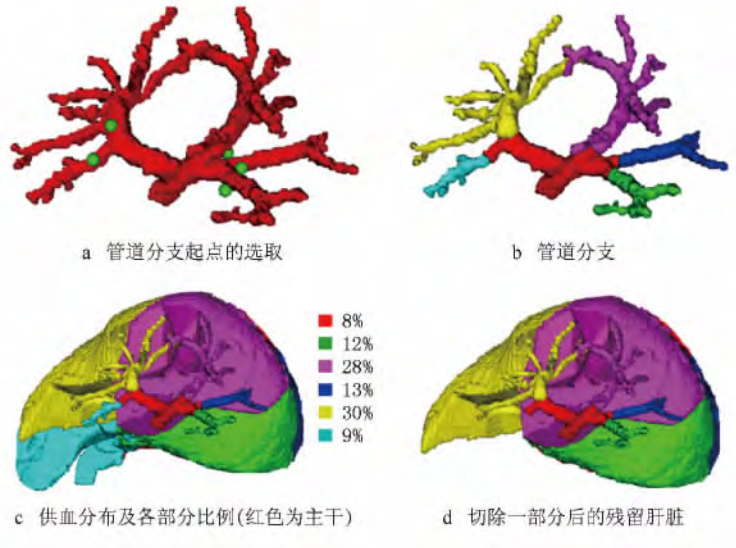 a 管道分支起点的选取
b 管道分支
8%
12%
28%
13%
30%
9%
c 供血分布及各部分比例(红色为主干)
d 切除一部分后的残留肝脏